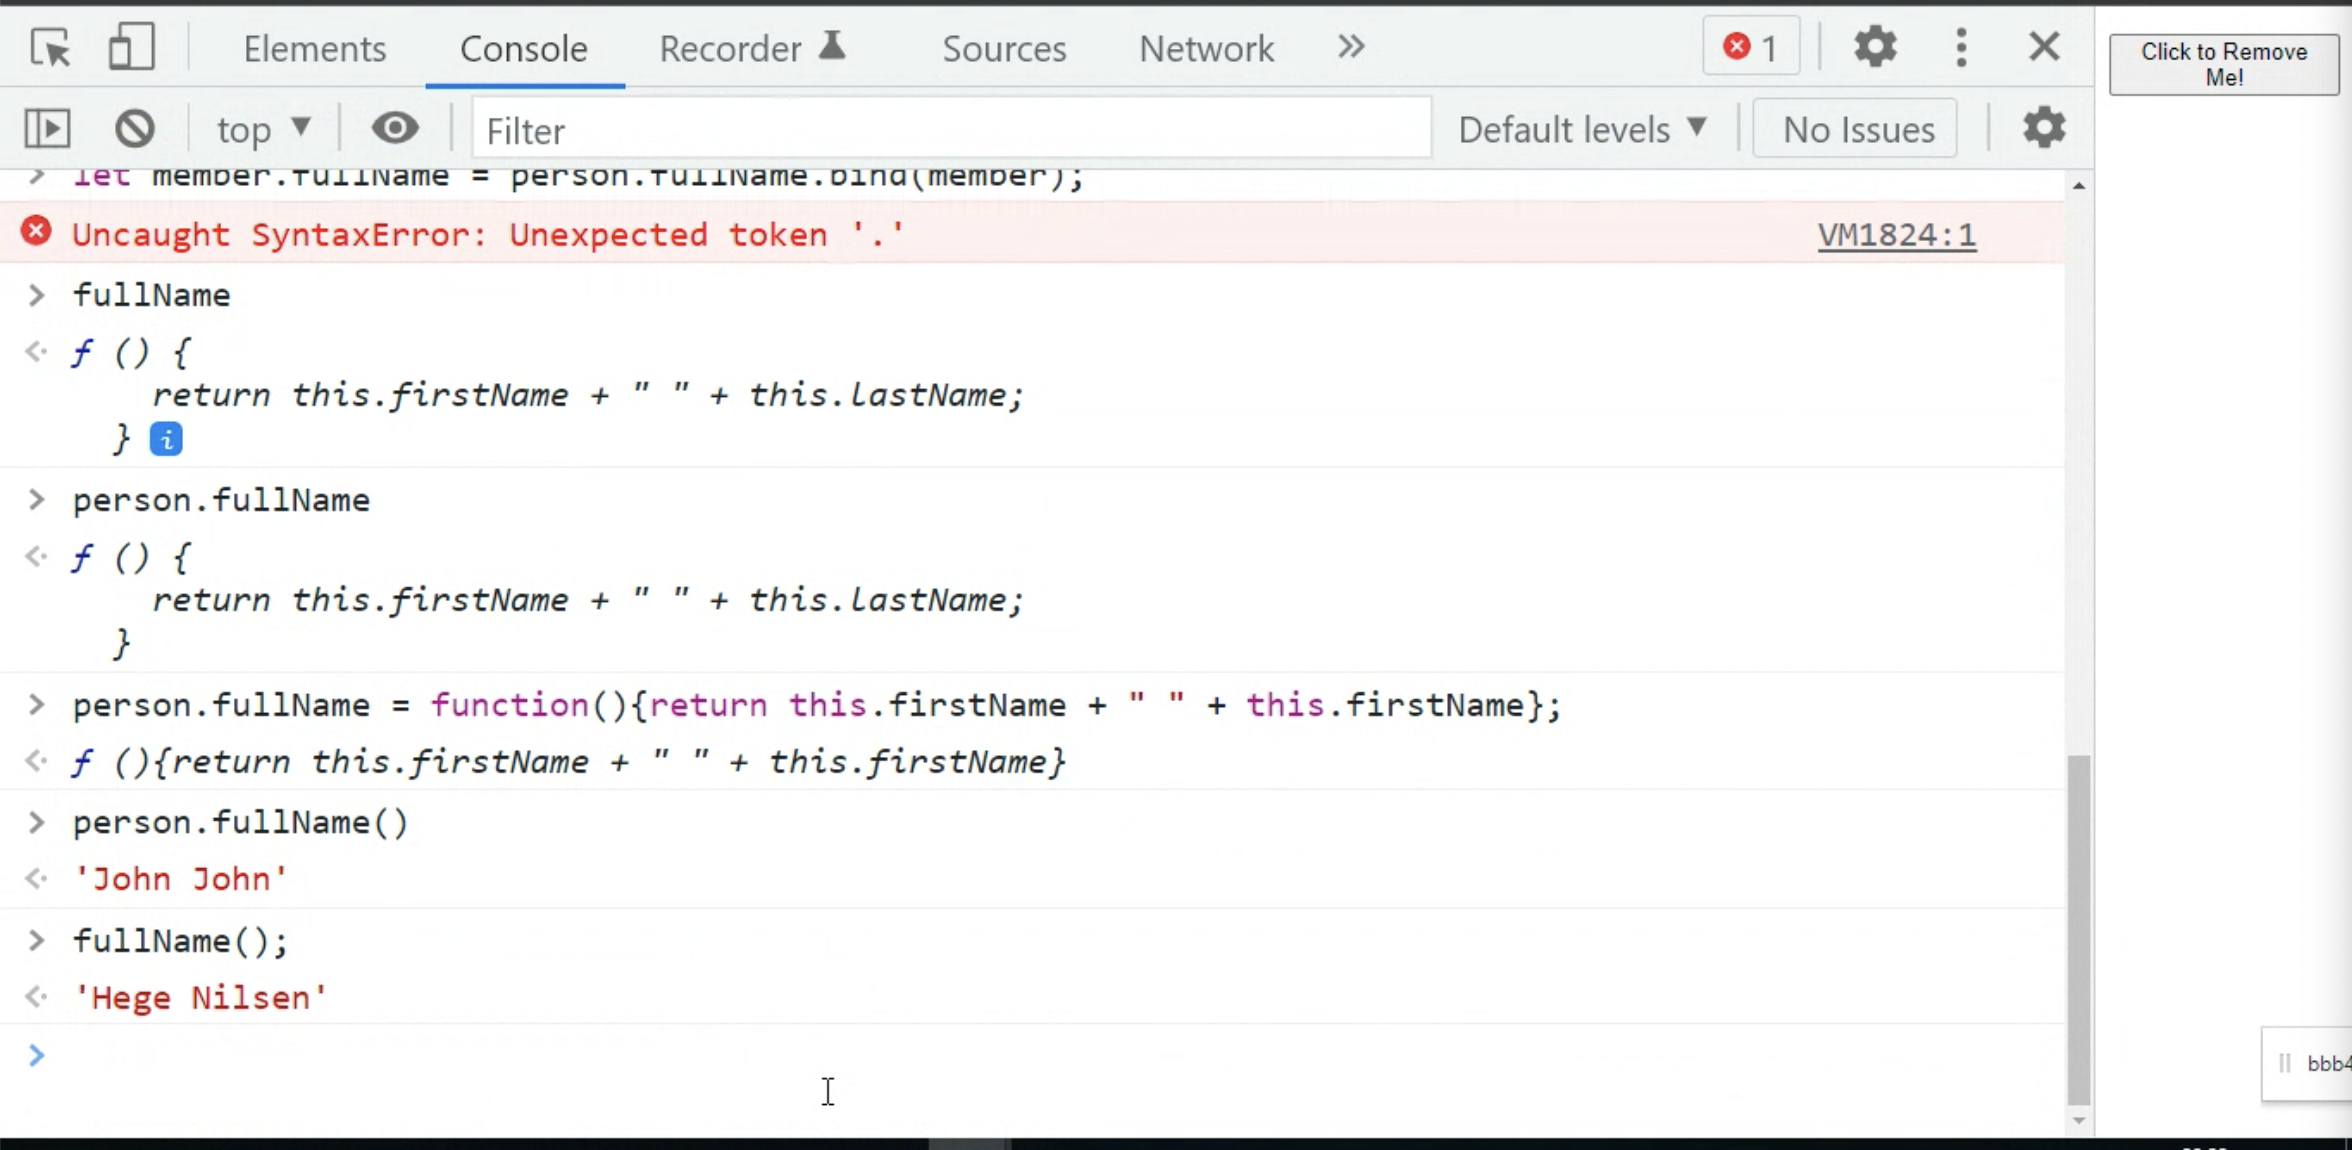 Elements Console Recorder Sources Network » 1
top ▼ Filter Default levels ▼ No Issues
Click to Remove
Me!
> let member.fullName = person.fullName.bind(member);
Uncaught SyntaxError: Unexpected token '.' VM1824:1
> fullName
<· ƒ () {
return this.firstName + " " + this.lastName;
} i
> person.fullName
<· ƒ () {
return this.firstName + " " + this.lastName;
}
> person.fullName = function(){return this.firstName + " " + this.firstName};
<· ƒ (){return this.firstName + " " + this.firstName}
> person.fullName()
<· 'John John'
> fullName();
<· 'Hege Nilsen'
>
bbb4